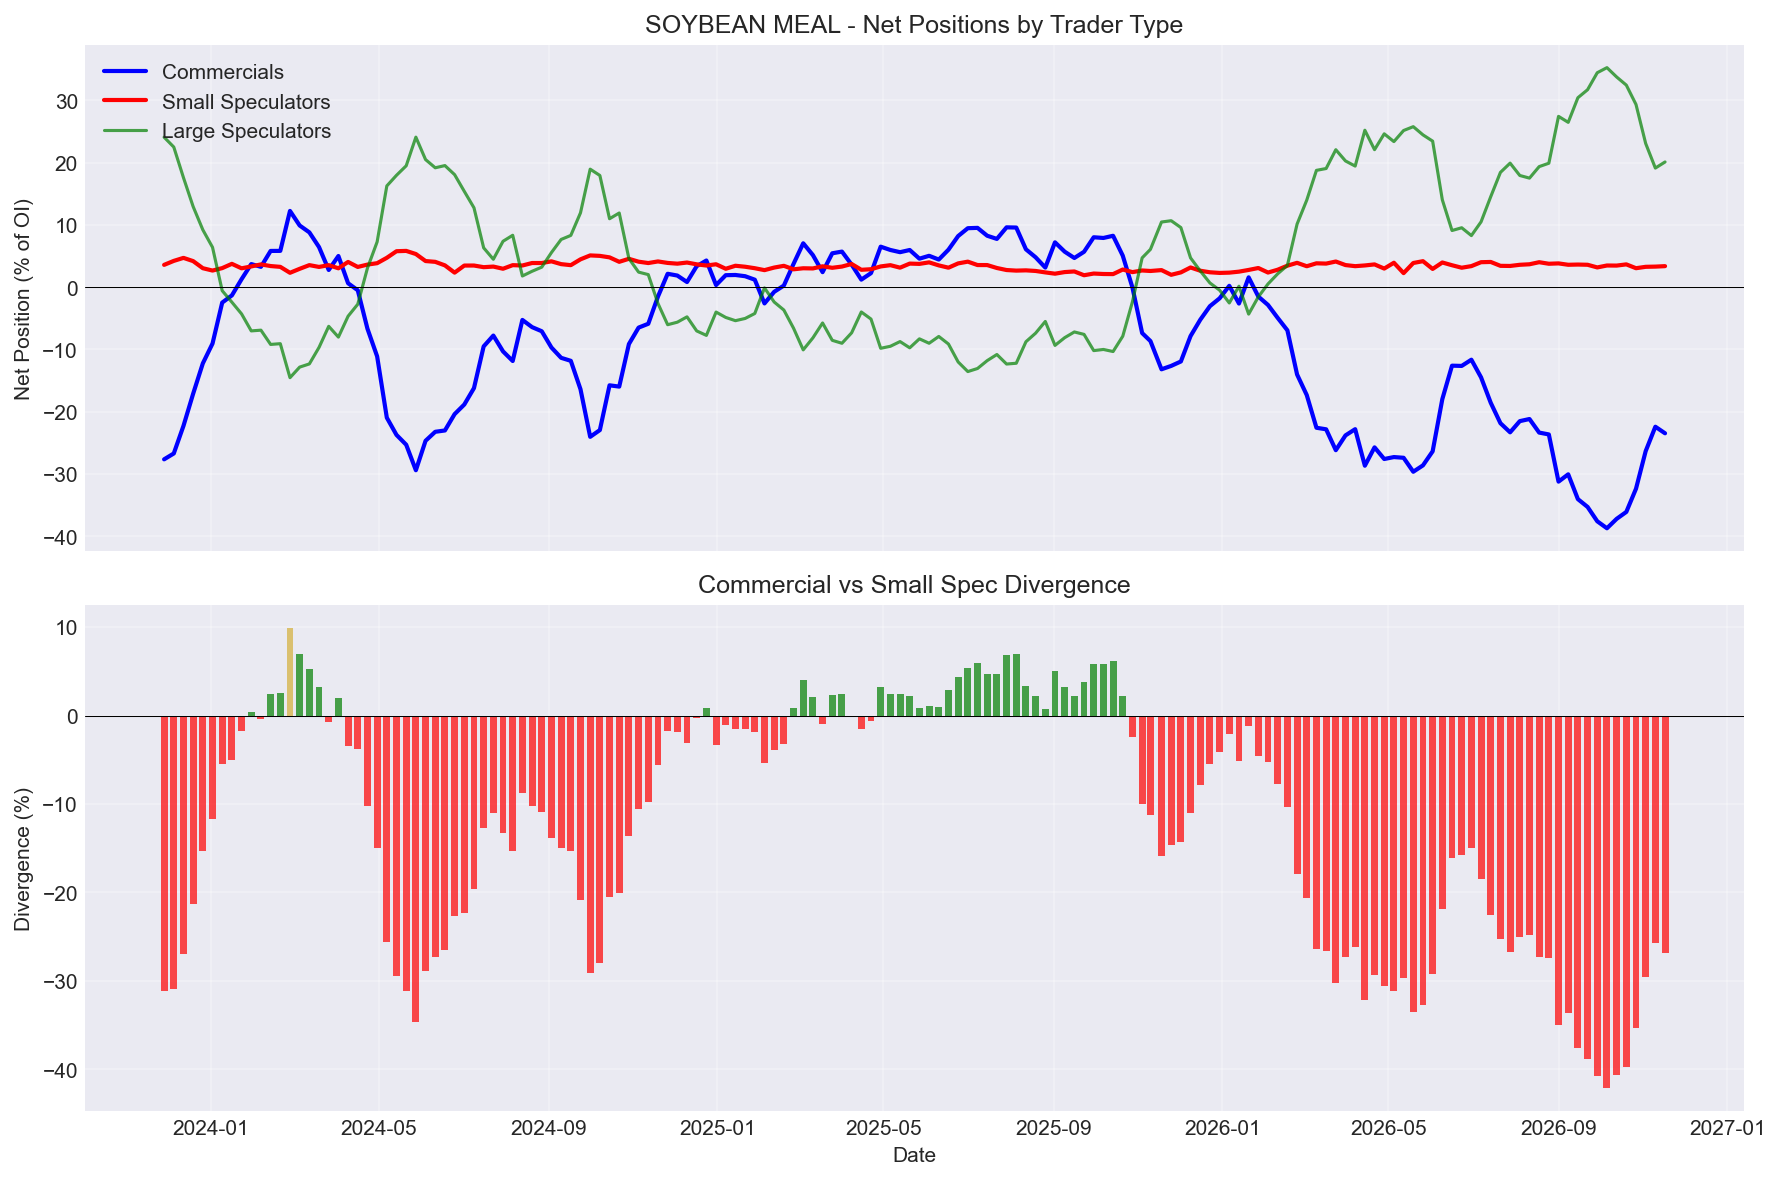 SOYBEAN MEAL - Net Positions by Trader Type
Commercials
Small Speculators
Large Speculators
Net Position (% of OI)
30
20
10
0
−10
−20
−30
−40
Commercial vs Small Spec Divergence
Divergence (%)
10
0
−10
−20
−30
−40
2024-01 2024-05 2024-09 2025-01 2025-05 2025-09 2026-01 2026-05 2026-09 2027-01
Date